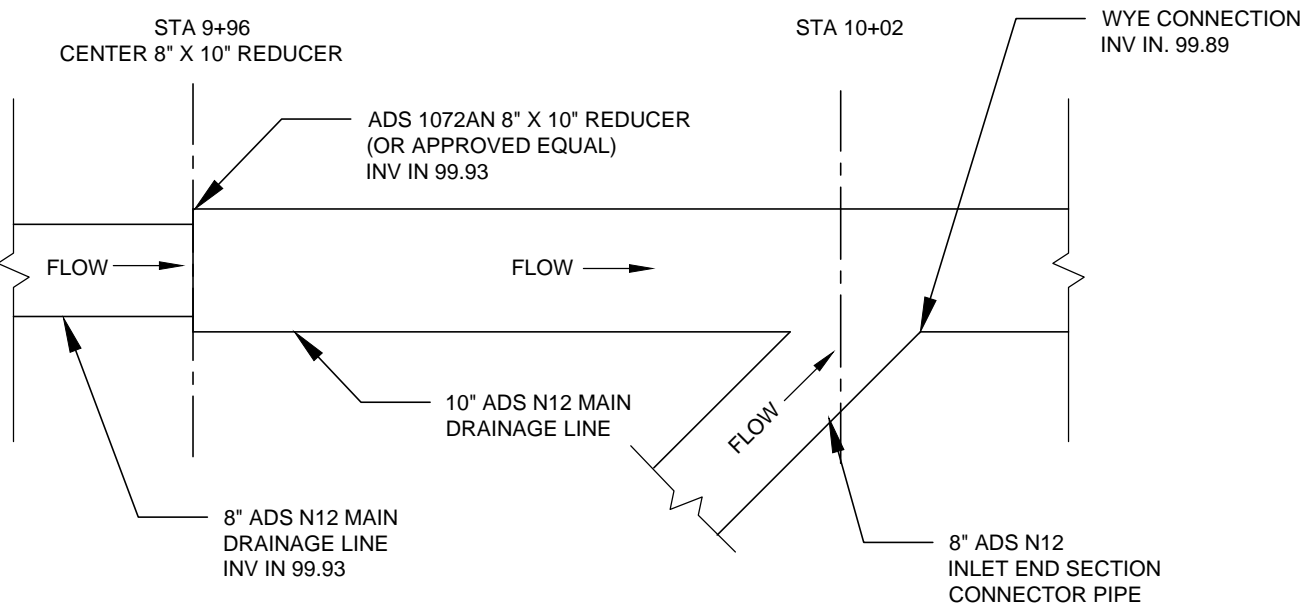 STA 9+96
CENTER 8" X 10" REDUCER
STA 10+02
WYE CONNECTION
INV IN. 99.89
ADS 1072AN 8" X 10" REDUCER
(OR APPROVED EQUAL)
INV IN 99.93
FLOW
FLOW
10" ADS N12 MAIN
DRAINAGE LINE
FLOW
8" ADS N12 MAIN
DRAINAGE LINE
INV IN 99.93
8" ADS N12
INLET END SECTION
CONNECTOR PIPE